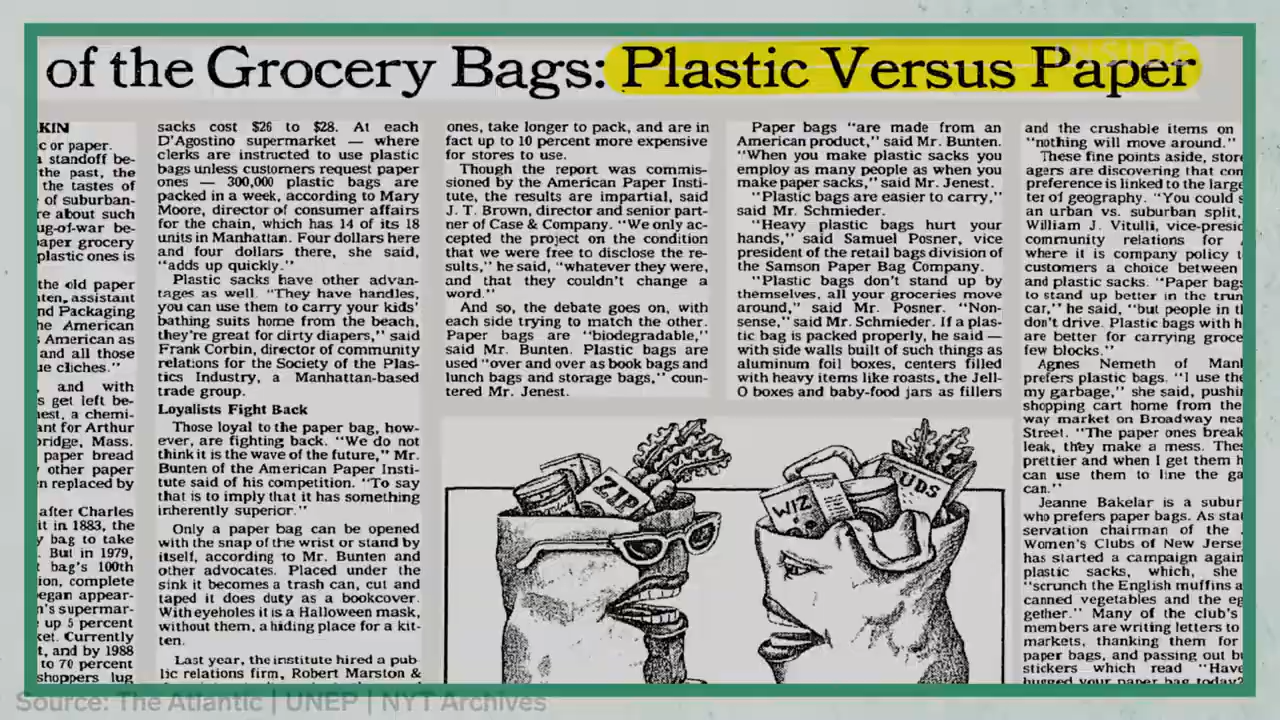 of the Grocery Bags: Plastic Versus Paper
INSIDE
KIN
c or paper.
standoff be-
the past, the
the tastes of
of suburban-
re about such
ug-of-war be-
aper grocery
plastic ones is
the old paper
ten, assistant
nd Packaging
he American
American as
and all those
ue cliches."
, and with
s get left be-
nest, a chemi-
ant for Arthur
bridge, Mass.
paper bread
other paper
n replaced by
after Charles
it in 1883, the
y bag to take
. But in 1979,
bag's 100th
ion, complete
egan appear-
n's supermar-
up 5 percent
ket. Currently
t, and by 1988
to 70 percent
shoppers lug
sacks cost $26 to $28. At each
D'Agostino supermarket — where
clerks are instructed to use plastic
bags unless customers request paper
ones — 300,000 plastic bags are
packed in a week, according to Mary
Moore, director of consumer affairs
for the chain, which has 14 of its 18
units in Manhattan. Four dollars here
and four dollars there, she said,
"adds up quickly."
Plastic sacks have other advan-
tages as well. "They have handles,
you can use them to carry your kids'
bathing suits home from the beach,
they're great for dirty diapers," said
Frank Corbin, director of community
relations for the Society of the Plas-
tics Industry, a Manhattan-based
trade group.
Loyalists Fight Back
Those loyal to the paper bag, how-
ever, are fighting back. "We do not
think it is the wave of the future," Mr.
Bunten of the American Paper Insti-
tute said of his competition. "To say
that is to imply that it has something
inherently superior."
Only a paper bag can be opened
with the snap of the wrist or stand by
itself, according to Mr. Bunten and
other advocates. Placed under the
sink it becomes a trash can, cut and
taped it does duty as a bookcover.
With eyeholes it is a Halloween mask,
without them, a hiding place for a kit-
ten.
Last year, the institute hired a pub-
lic relations firm, Robert Marston &
ones, take longer to pack, and are in
fact up to 10 percent more expensive
for stores to use.
Though the report was commis-
sioned by the American Paper Insti-
tute, the results are impartial, said
J. T. Brown, director and senior part-
ner of Case & Company. "We only ac-
cepted the project on the condition
that we were free to disclose the re-
sults," he said, "whatever they were,
and that they couldn't change a
word."
And so, the debate goes on, with
each side trying to match the other.
Paper bags are "biodegradable,"
said Mr. Bunten. Plastic bags are
used "over and over as book bags and
lunch bags and storage bags," coun-
tered Mr. Jenest.
Paper bags "are made from an
American product," said Mr. Bunten.
"When you make plastic sacks you
employ as many people as when you
make paper sacks," said Mr. Jenest.
"Plastic bags are easier to carry,"
said Mr. Schmieder.
"Heavy plastic bags hurt your
hands," said Samuel Posner, vice
president of the retail bags division of
the Samson Paper Bag Company.
"Plastic bags don't stand up by
themselves, all your groceries move
around," said Mr. Posner. "Non-
sense," said Mr. Schmieder. If a plas-
tic bag is packed properly, he said —
with side walls built of such things as
aluminum foil boxes, centers filled
with heavy items like roasts, the Jell-
O boxes and baby-food jars as fillers
and the crushable items on
"nothing will move around."
These fine points aside, store
agers are discovering that con
preference is linked to the large
ter of geography. "You could s
an urban vs. suburban split,
William J. Vitulli, vice-presid
community relations for
where it is company policy t
customers a choice between
and plastic sacks. "Paper bags
to stand up better in the trun
car," he said, "but people in th
don't drive. Plastic bags with h
are better for carrying groce
few blocks."
Agnes Nemeth of Manh
prefers plastic bags. "I use the
my garbage," she said, pushin
shopping cart home from the
way market on Broadway nea
Street. "The paper ones break
leak, they make a mess. Thes
prettier and when I get them h
can use them to line the ga
can."
Jeanne Bakelar is a subur
who prefers paper bags. As stat
servation chairman of the
Women's Clubs of New Jerse
has started a campaign again
plastic sacks, which, she
"scrunch the English muffins a
canned vegetables and the eg
gether." Many of the club's
members are writing letters to
markets, thanking them for
paper bags, and passing out bu
stickers which read "Have
hugged your paper bag today?
ZIP
WIZ
UDS
Source: The Atlantic | UNEP | NYT Archives